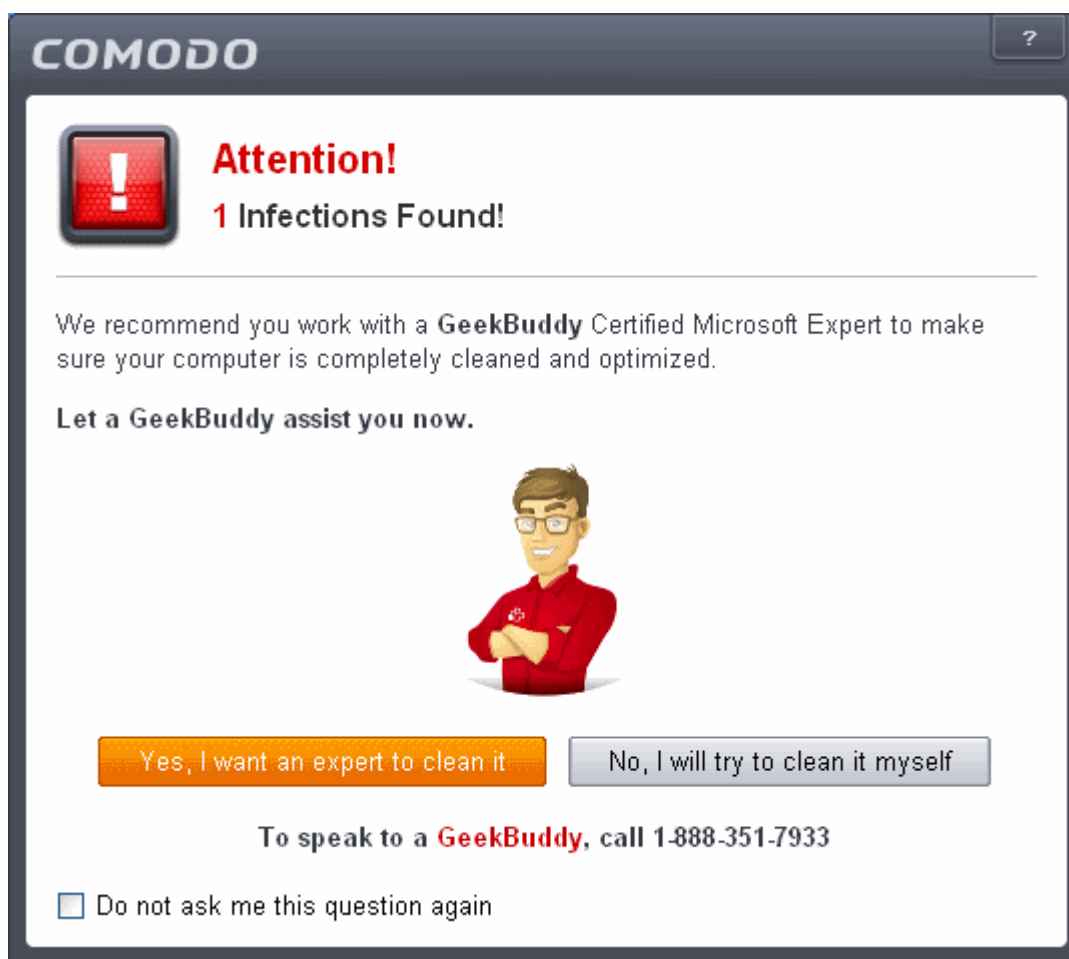 COMODO
?
!
Attention!
1 Infections Found!
We recommend you work with a GeekBuddy Certified Microsoft Expert to make
sure your computer is completely cleaned and optimized.
Let a GeekBuddy assist you now.
Yes, I want an expert to clean it
No, I will try to clean it myself
To speak to a GeekBuddy, call 1-888-351-7933
Do not ask me this question again